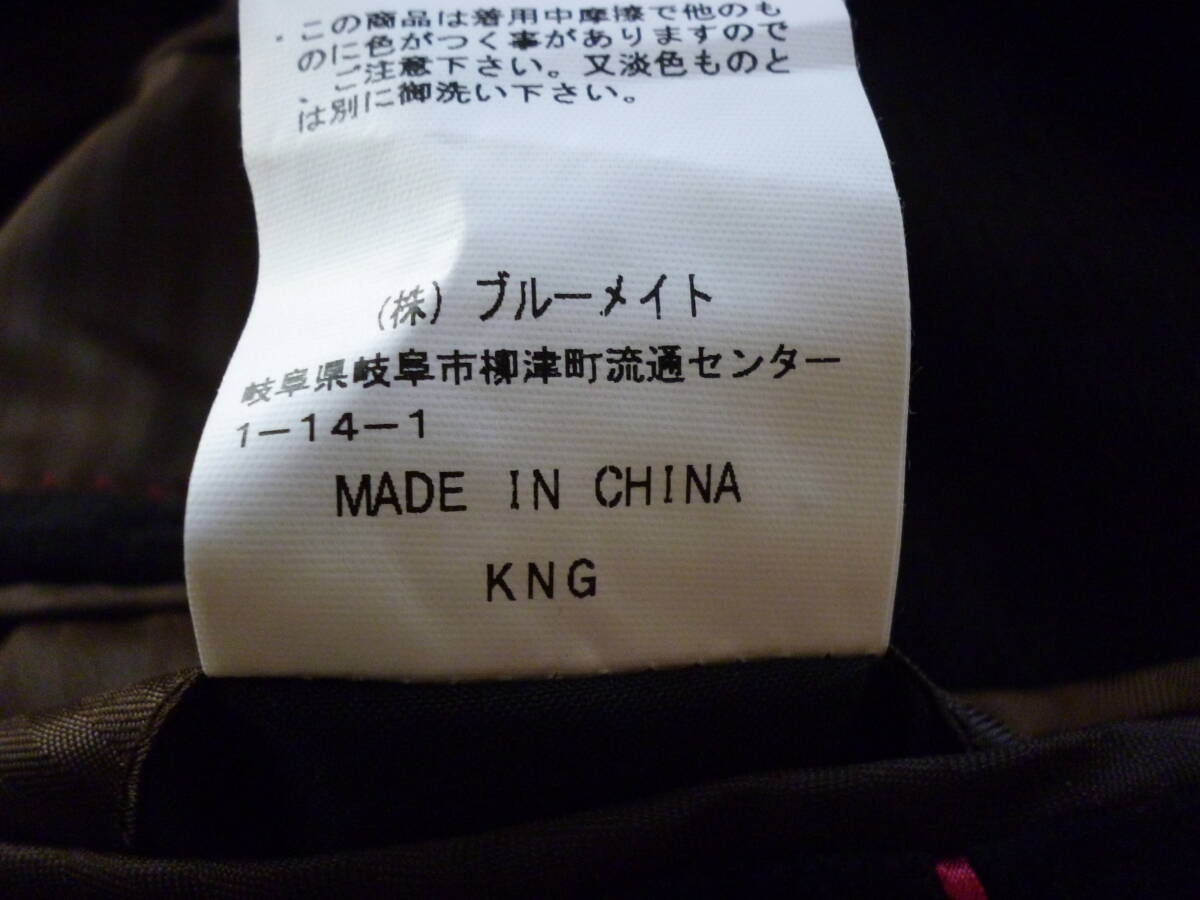 ・この商品は着用中摩擦で他のも
のに色がつく事がありますので
、ご注意下さい。又淡色ものと
は別に御洗い下さい。
(株) ブルーメイト
岐阜県岐阜市柳津町流通センター
1-14-1
MADE IN CHINA
KNG